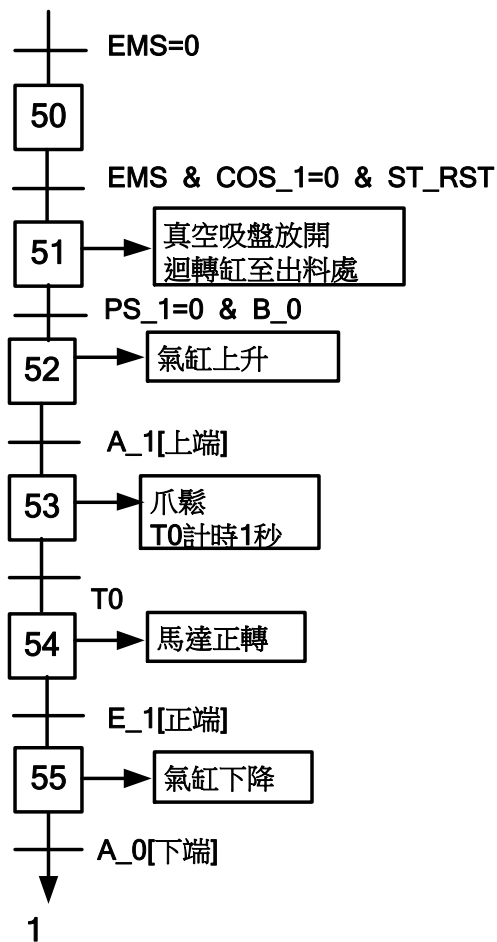 EMS=0
50
EMS & COS_1=0 & ST_RST
51
真空吸盤放開
迴轉缸至出料處
PS_1=0 & B_0
52
氣缸上升
A_1[上端]
53
爪鬆
T0計時1秒
T0
54
馬達正轉
E_1[正端]
55
氣缸下降
A_0[下端]
1